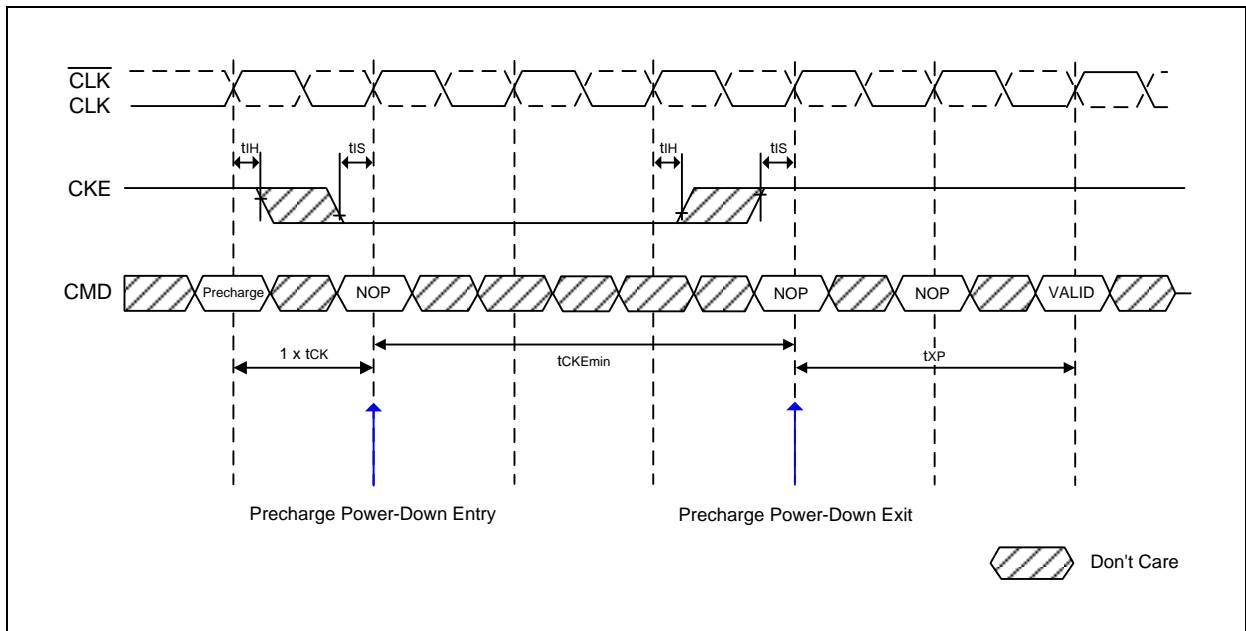 CLK
CLK
tIH
tIS
tIH
tIS
CKE
CMD
Precharge
NOP
NOP
NOP
VALID
1 x tCK
tCKEmin
tXP
Precharge Power-Down Entry
Precharge Power-Down Exit
Don't Care